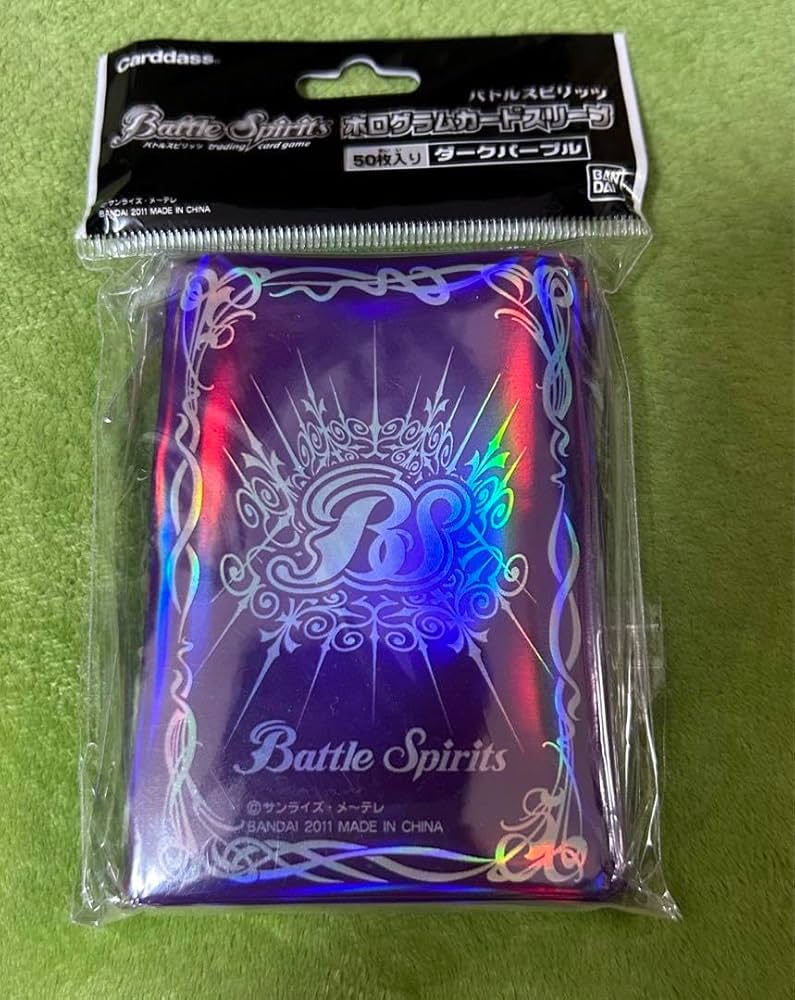 Carddass
バトルスピリッツ
Battle Spirits ホログラムカードスリーブ
バトルスピリッツ trading card game
50枚入り ダークパープル
BAN
DAI
©サンライズ・メ〜テレ
BANDAI 2011 MADE IN CHINA
BS
Battle Spirits
©サンライズ・メ〜テレ
BANDAI 2011 MADE IN CHINA